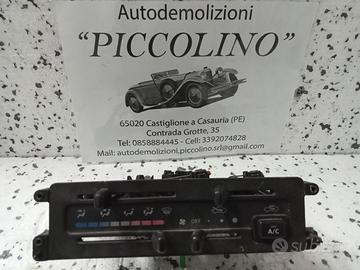 Autodemolizioni
"PICCOLINO"
65020 Castiglione a Casauria (PE)
Contrada Grotte, 35
Tel: 0858884445 - Cell: 3392074828
Mail: autodemolizioni.piccolino.srl@gmail.com
OFF
A/C
subito